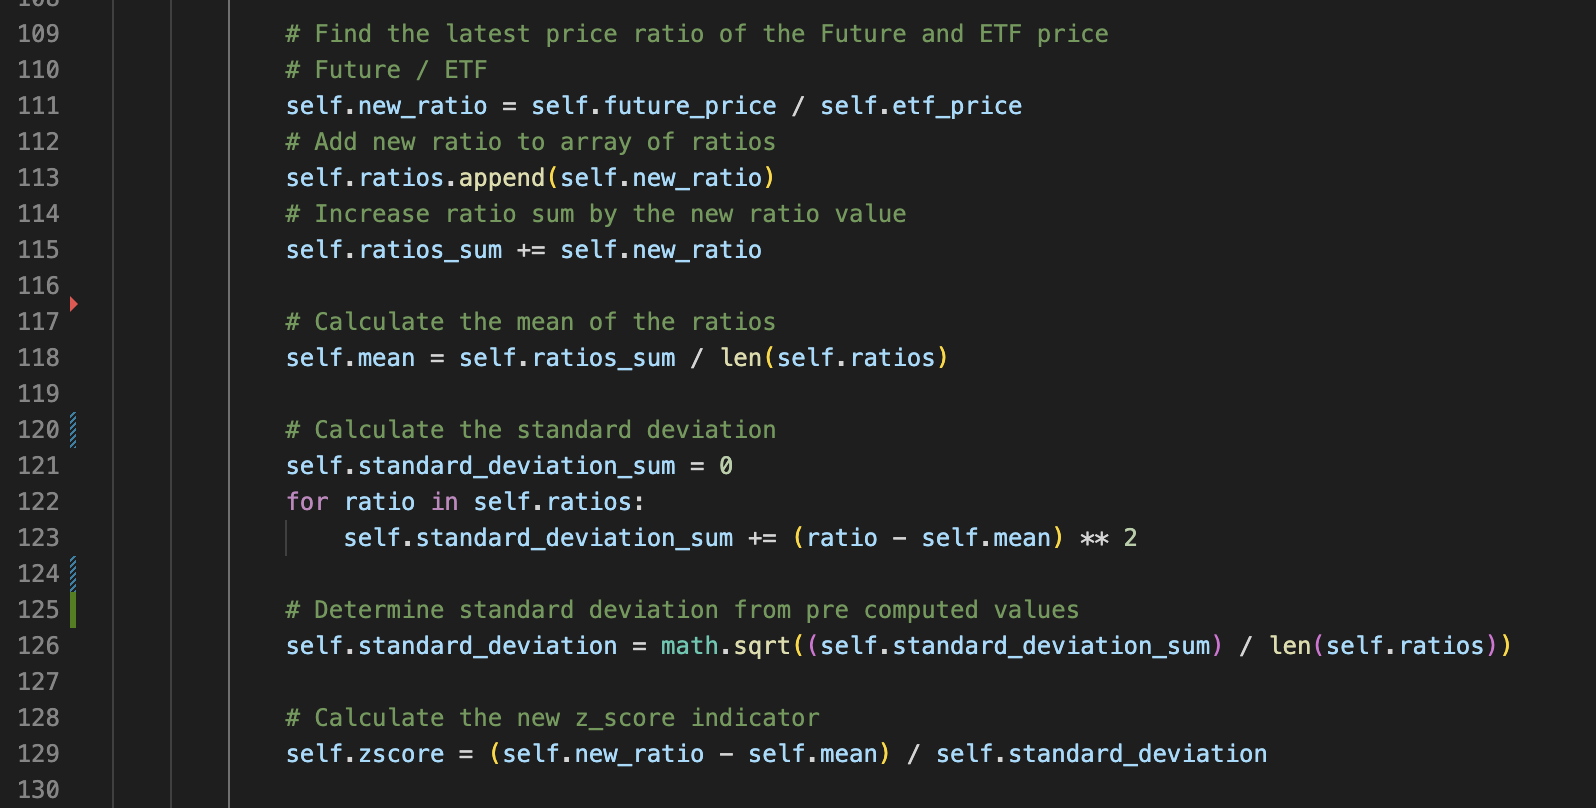 108
109 # Find the latest price ratio of the Future and ETF price
110 # Future / ETF
111 self.new_ratio = self.future_price / self.etf_price
112 # Add new ratio to array of ratios
113 self.ratios.append(self.new_ratio)
114 # Increase ratio sum by the new ratio value
115 self.ratios_sum += self.new_ratio
116
117 # Calculate the mean of the ratios
118 self.mean = self.ratios_sum / len(self.ratios)
119
120 # Calculate the standard deviation
121 self.standard_deviation_sum = 0
122 for ratio in self.ratios:
123 self.standard_deviation_sum += (ratio - self.mean) ** 2
124
125 # Determine standard deviation from pre computed values
126 self.standard_deviation = math.sqrt((self.standard_deviation_sum) / len(self.ratios))
127
128 # Calculate the new z_score indicator
129 self.zscore = (self.new_ratio - self.mean) / self.standard_deviation
130